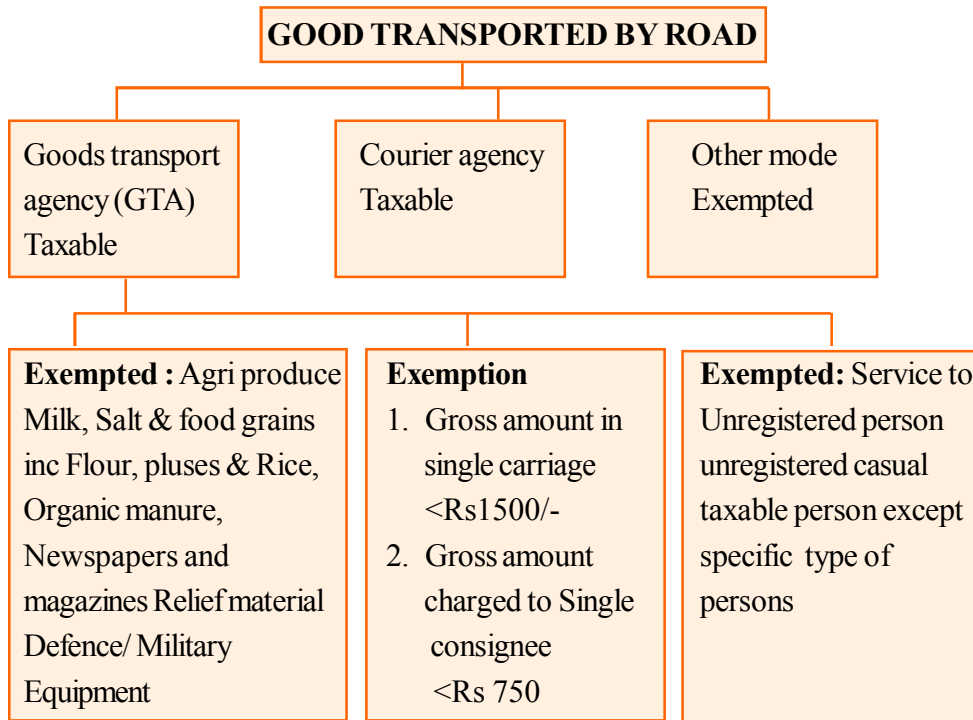 GOOD TRANSPORTED BY ROAD
Goods transport
agency (GTA)
Taxable
Courier agency
Taxable
Other mode
Exempted
Exempted : Agri produce
Milk, Salt & food grains
inc Flour, pluses & Rice,
Organic manure,
Newspapers and
magazines Relief material
Defence/ Military
Equipment
Exemption
1. Gross amount in
single carriage
<Rs1500/-
2. Gross amount
charged to Single
consignee
<Rs 750
Exempted: Service to
Unregistered person
unregistered casual
taxable person except
specific type of
persons